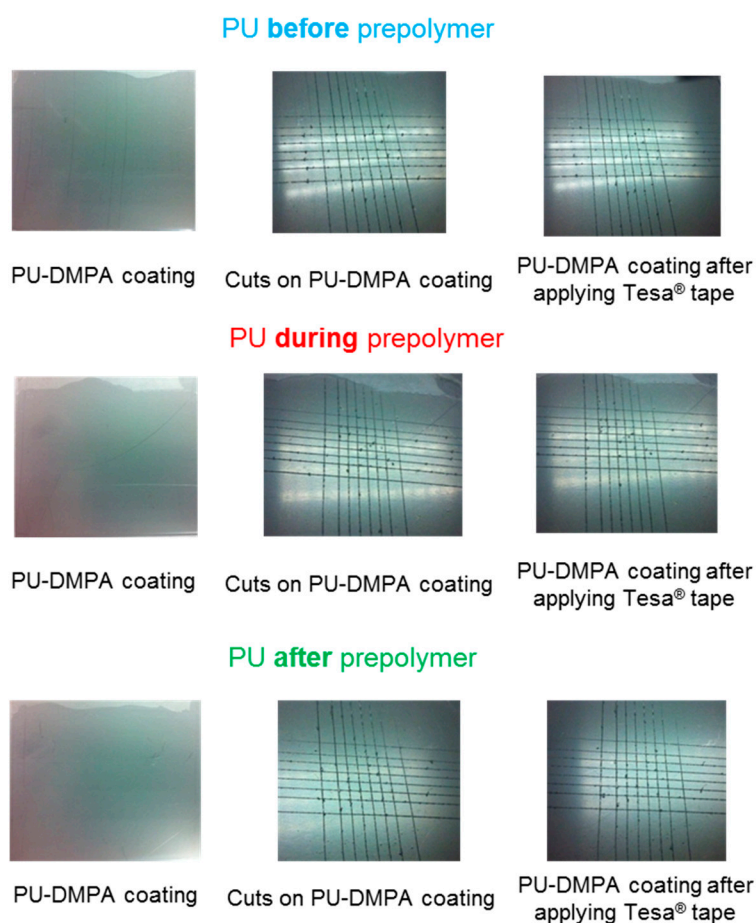 PU before prepolymer
PU-DMPA coating
Cuts on PU-DMPA coating
PU-DMPA coating after
applying Tesa® tape
PU during prepolymer
PU-DMPA coating
Cuts on PU-DMPA coating
PU-DMPA coating after
applying Tesa® tape
PU after prepolymer
PU-DMPA coating
Cuts on PU-DMPA coating
PU-DMPA coating after
applying Tesa® tape